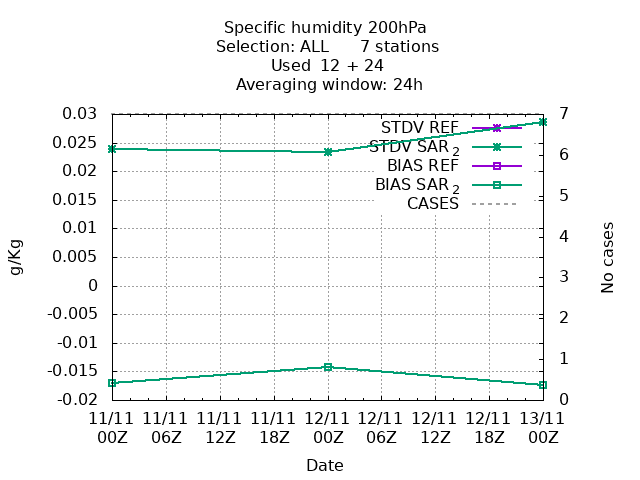 Specific humidity 200hPa
Selection: ALL 7 stations
Used 12 + 24
Averaging window: 24h
0.03
0.025
0.02
0.015
0.01
0.005
0
-0.005
-0.01
-0.015
-0.02
g/Kg
STDV REF
STDV SAR2
BIAS REF
BIAS SAR2
CASES
7
6
5
4
3
2
1
0
No cases
11/11 11/11 11/11 11/11 12/11 12/11 12/11 12/11 13/11
00Z 06Z 12Z 18Z 00Z 06Z 12Z 18Z 00Z
Date